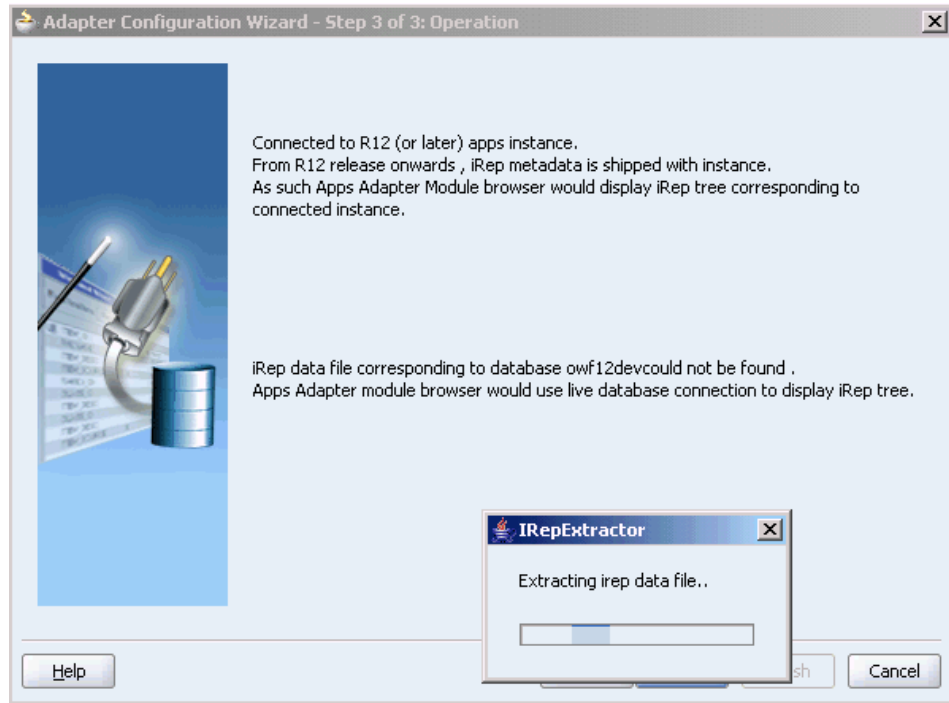 Adapter Configuration Wizard - Step 3 of 3: Operation
Connected to R12 (or later) apps instance.
From R12 release onwards , iRep metadata is shipped with instance.
As such Apps Adapter Module browser would display iRep tree corresponding to
connected instance.
iRep data file corresponding to database owf12devcould not be found .
Apps Adapter module browser would use live database connection to display iRep tree.
IRepExtractor
Extracting irep data file..
Help
sh
Cancel